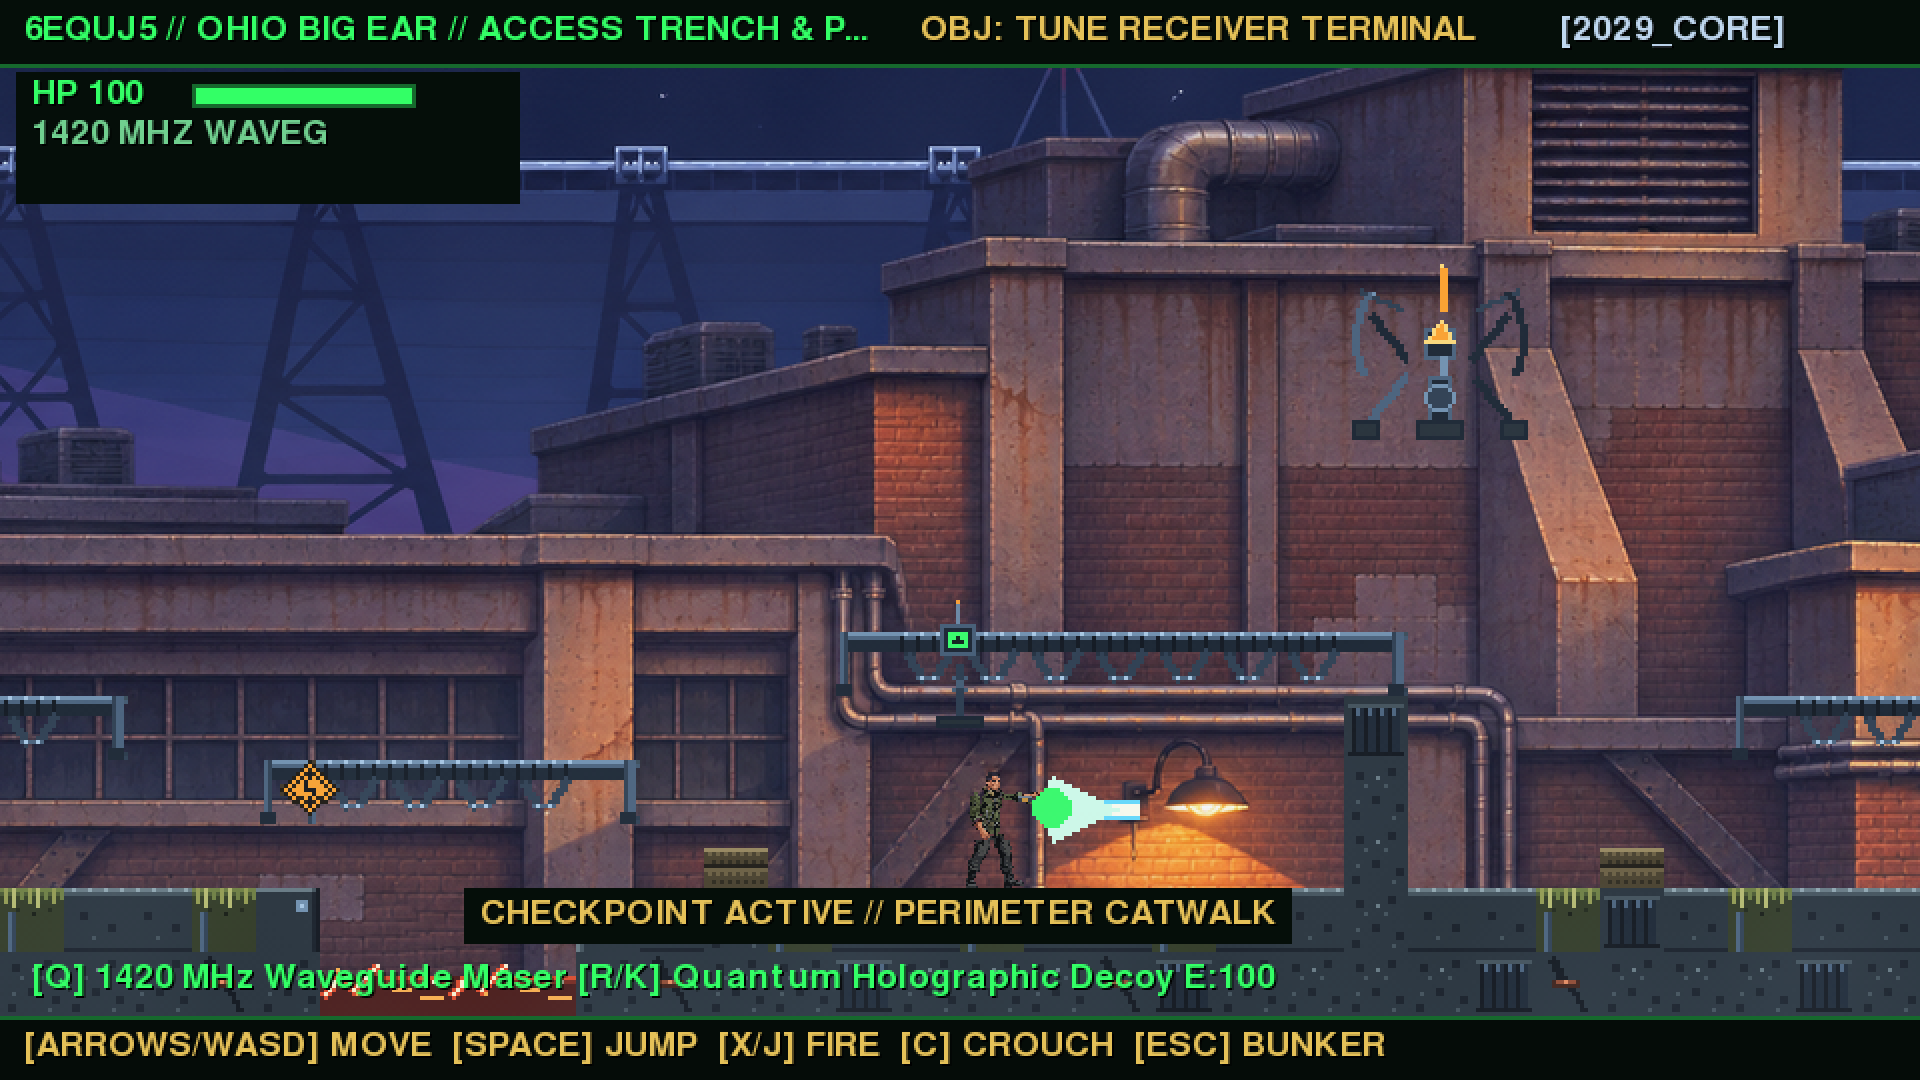 6EQUJ5 // OHIO BIG EAR // ACCESS TRENCH & P... OBJ: TUNE RECEIVER TERMINAL [2029_CORE]
HP 100
1420 MHZ WAVEG
CHECKPOINT ACTIVE // PERIMETER CATWALK
[Q] 1420 MHz Waveguide Maser [R/K] Quantum Holographic Decoy E:100
[ARROWS/WASD] MOVE [SPACE] JUMP [X/J] FIRE [C] CROUCH [ESC] BUNKER